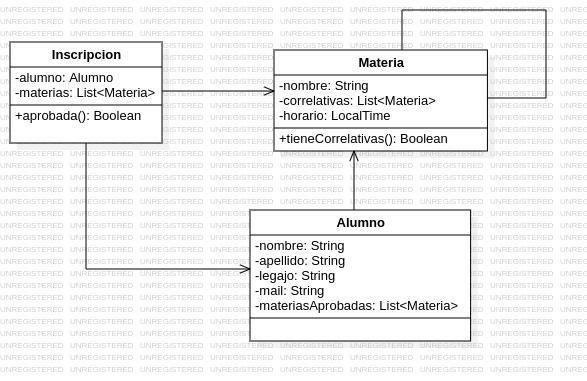 Inscripcion
-alumno: Alumno
-materias: List<Materia>
+aprobada(): Boolean
Materia
-nombre: String
-correlativas: List<Materia>
-horario: LocalTime
+tieneCorrelativas(): Boolean
Alumno
-nombre: String
-apellido: String
-legajo: String
-mail: String
-materiasAprobadas: List<Materia>
UNREGISTERED